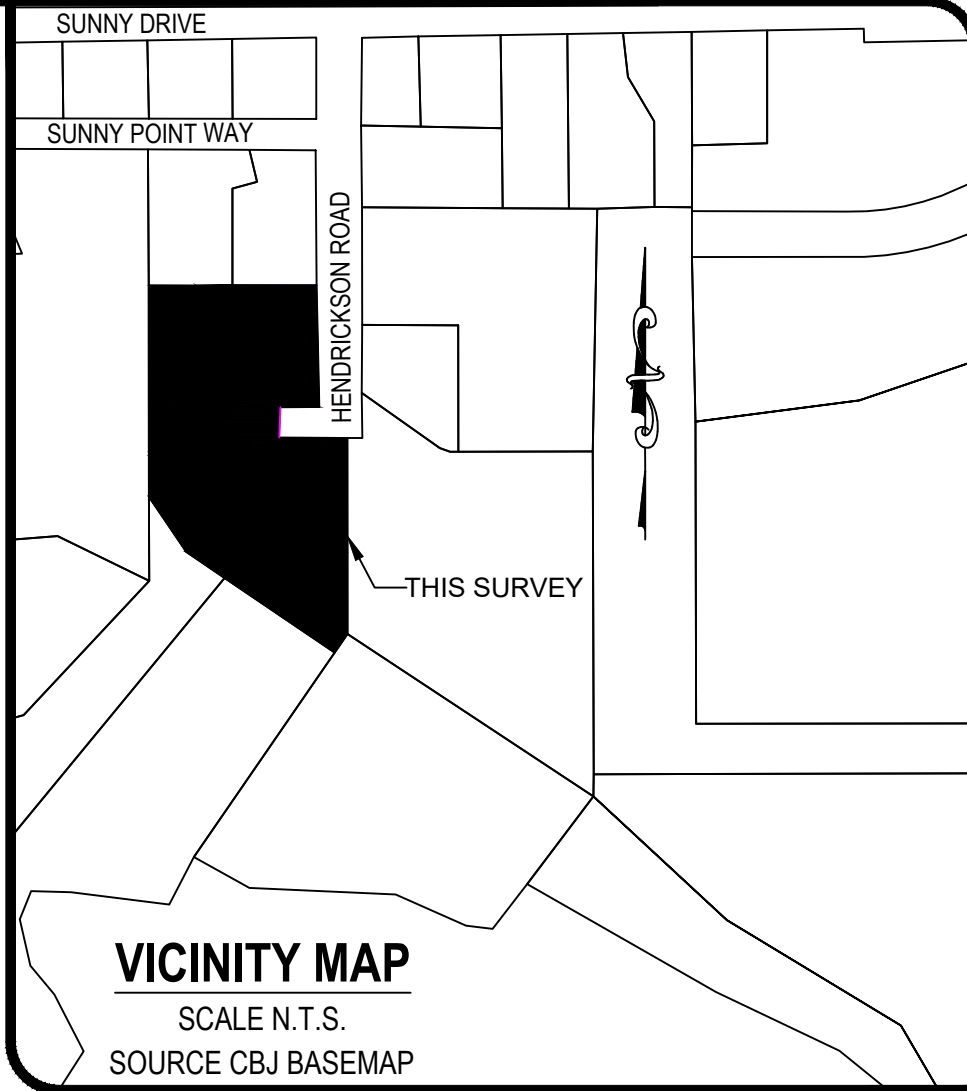 SUNNY DRIVE
SUNNY POINT WAY
HENDRICKSON ROAD
THIS SURVEY
VICINITY MAP
SCALE N.T.S.
SOURCE CBJ BASEMAP